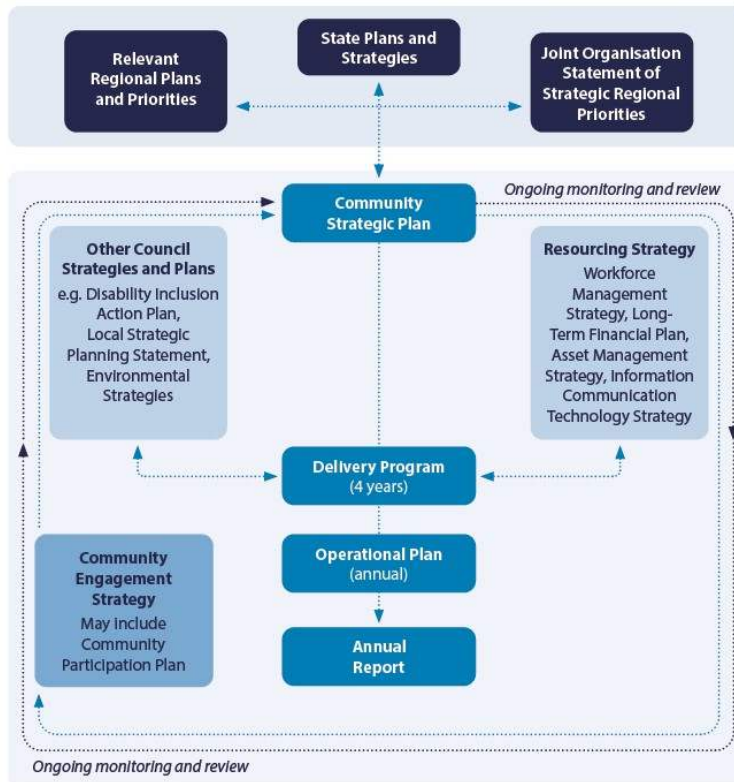 Relevant
Regional Plans
and Priorities
State Plans and
Strategies
Joint Organisation
Statement of
Strategic Regional
Priorities
Ongoing monitoring and review
Community
Strategic Plan
Other Council
Strategies and Plans
e.g. Disability Inclusion
Action Plan,
Local Strategic
Planning Statement,
Environmental
Strategies
Resourcing Strategy
Workforce
Management
Strategy, Long-
Term Financial Plan,
Asset Management
Strategy, Information
Communication
Technology Strategy
Delivery Program
(4 years)
Community
Engagement
Strategy
May include
Community
Participation Plan
Operational Plan
(annual)
Annual
Report
Ongoing monitoring and review